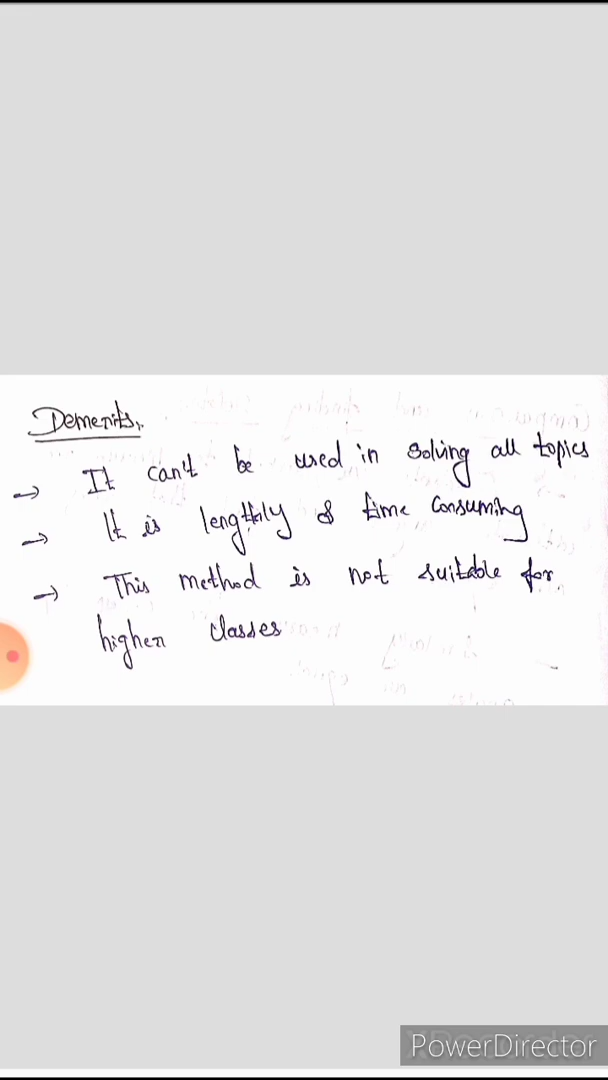 Demerits.
→ It can't be used in solving all topics
→ It is lengthly & time consuming
→ This method is not suitable for
higher classes
PowerDirector